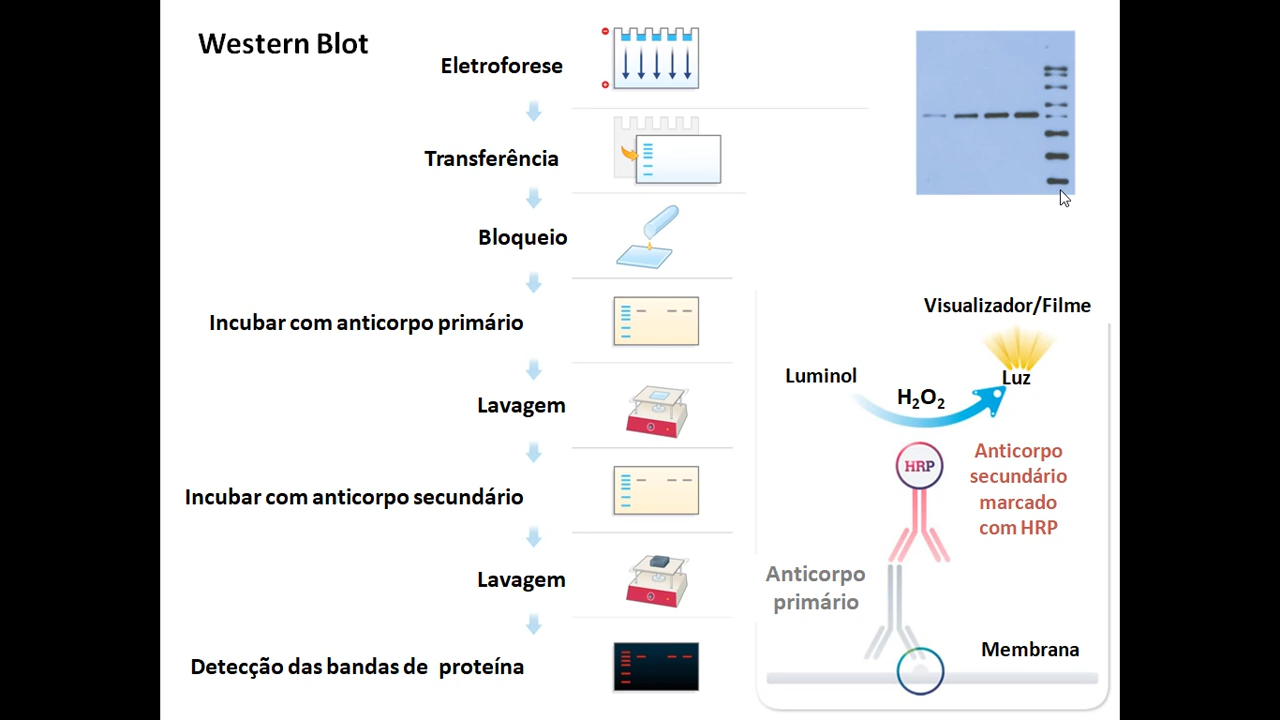 Western Blot
Eletroforese
Transferência
Bloqueio
Incubar com anticorpo primário
Lavagem
Incubar com anticorpo secundário
Lavagem
Detecção das bandas de proteína
Visualizador/Filme
Luz
Luminol
H₂O₂
HRP
Anticorpo
secundário
marcado
com HRP
Anticorpo
primário
Membrana